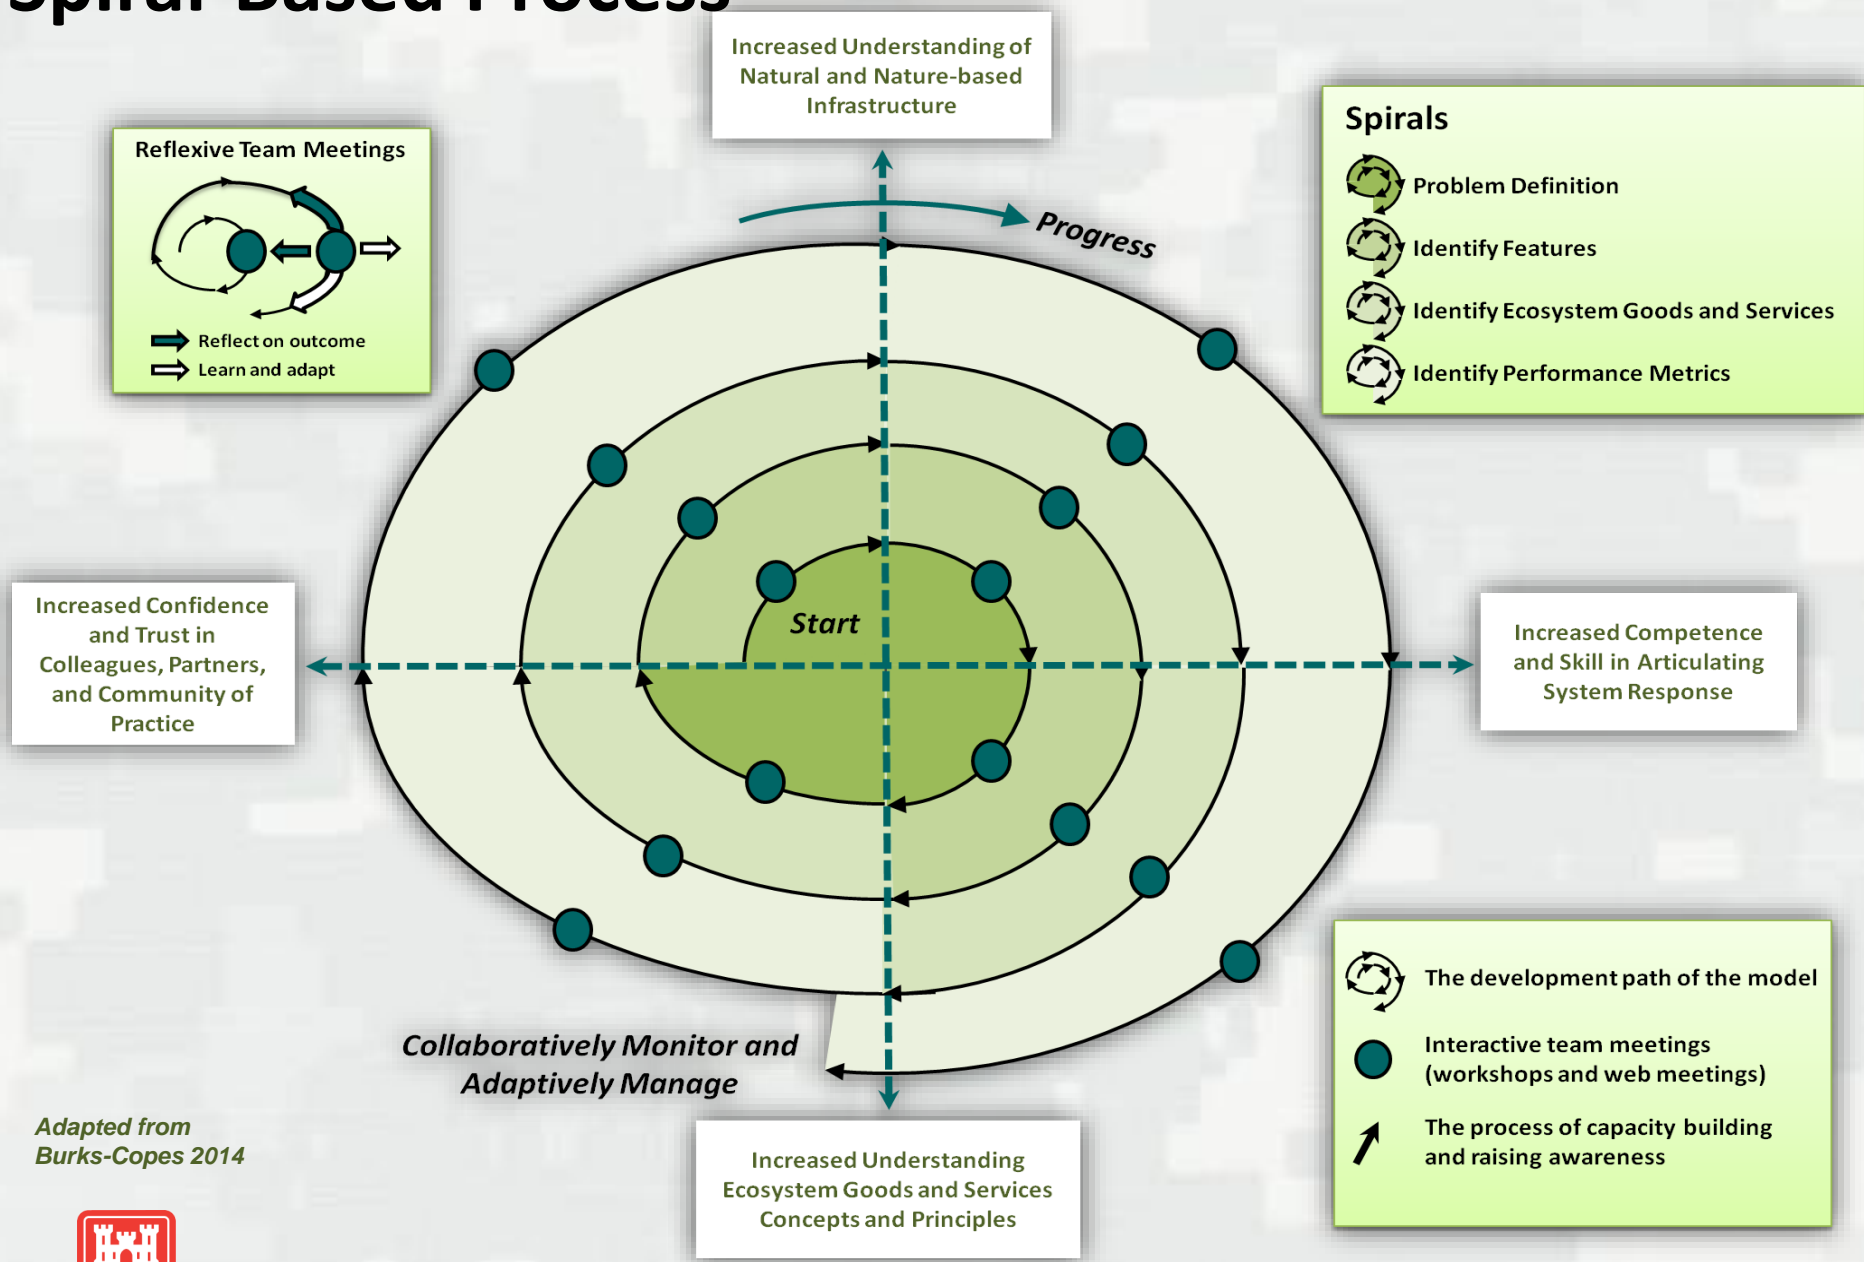 Spiral Based Process
Increased Understanding of
Natural and Nature-based
Infrastructure
Reflexive Team Meetings
Reflect on outcome
Learn and adapt
Spirals
Problem Definition
Identify Features
Identify Ecosystem Goods and Services
Identify Performance Metrics
Progress
Start
Increased Confidence
and Trust in
Colleagues, Partners,
and Community of
Practice
Increased Competence
and Skill in Articulating
System Response
Collaboratively Monitor and
Adaptively Manage
The development path of the model
Interactive team meetings
(workshops and web meetings)
The process of capacity building
and raising awareness
Adapted from
Burks-Copes 2014
Increased Understanding
Ecosystem Goods and Services
Concepts and Principles